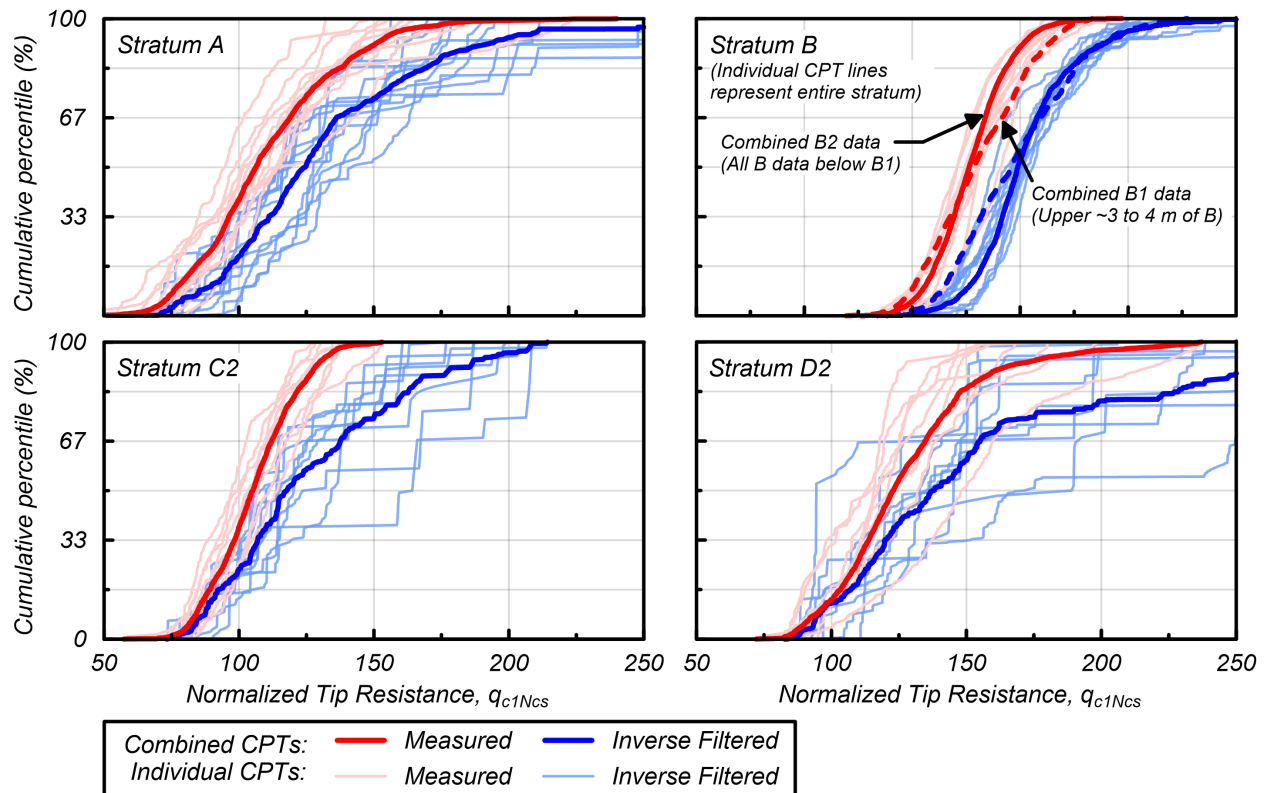 100
67
33
Cumulative percentile (%)
Stratum A
Stratum B
(Individual CPT lines
represent entire stratum)
Combined B2 data
(All B data below B1)
Combined B1 data
(Upper ~3 to 4 m of B)
100
67
33
0
Cumulative percentile (%)
Stratum C2
Stratum D2
50 100 150 200 250
50 100 150 200 250
Normalized Tip Resistance, qc1Ncs
Normalized Tip Resistance, qc1Ncs
Combined CPTs: Measured Inverse Filtered
Individual CPTs: Measured Inverse Filtered